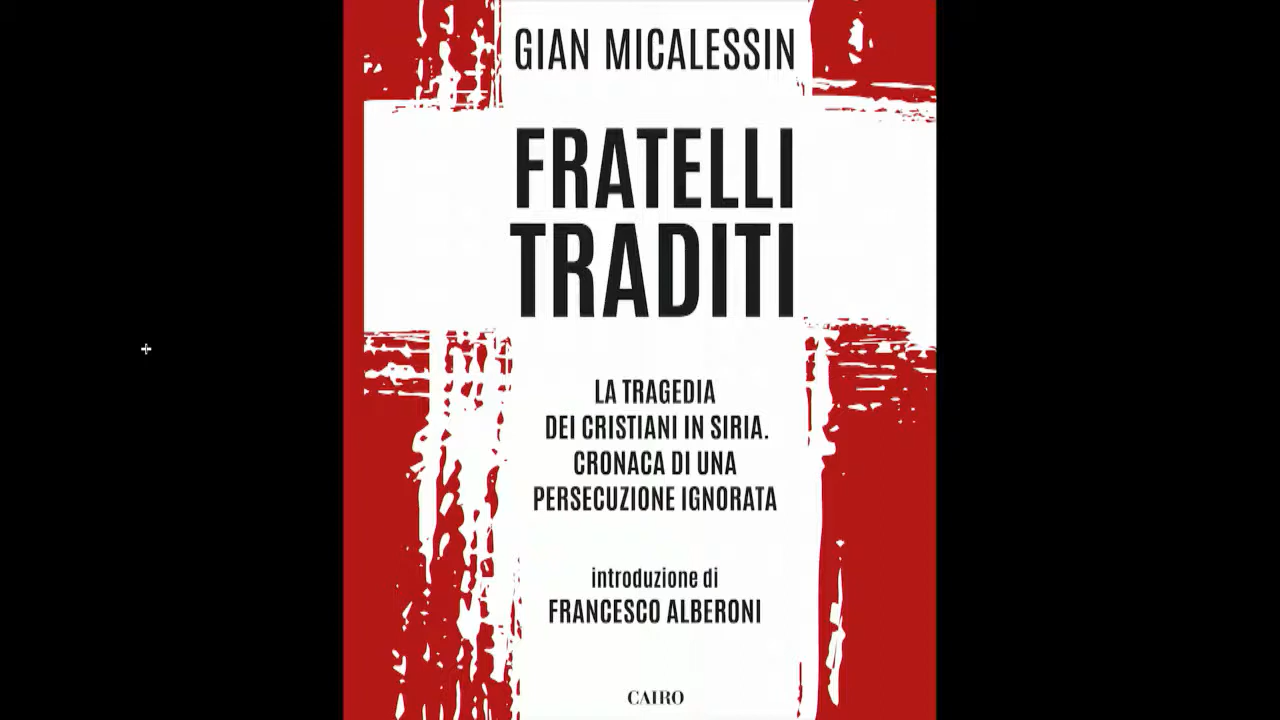 GIAN MICALESSIN
FRATELLI
TRADITI
LA TRAGEDIA
DEI CRISTIANI IN SIRIA.
CRONACA DI UNA
PERSECUZIONE IGNORATA
introduzione di
FRANCESCO ALBERONI
CAIRO